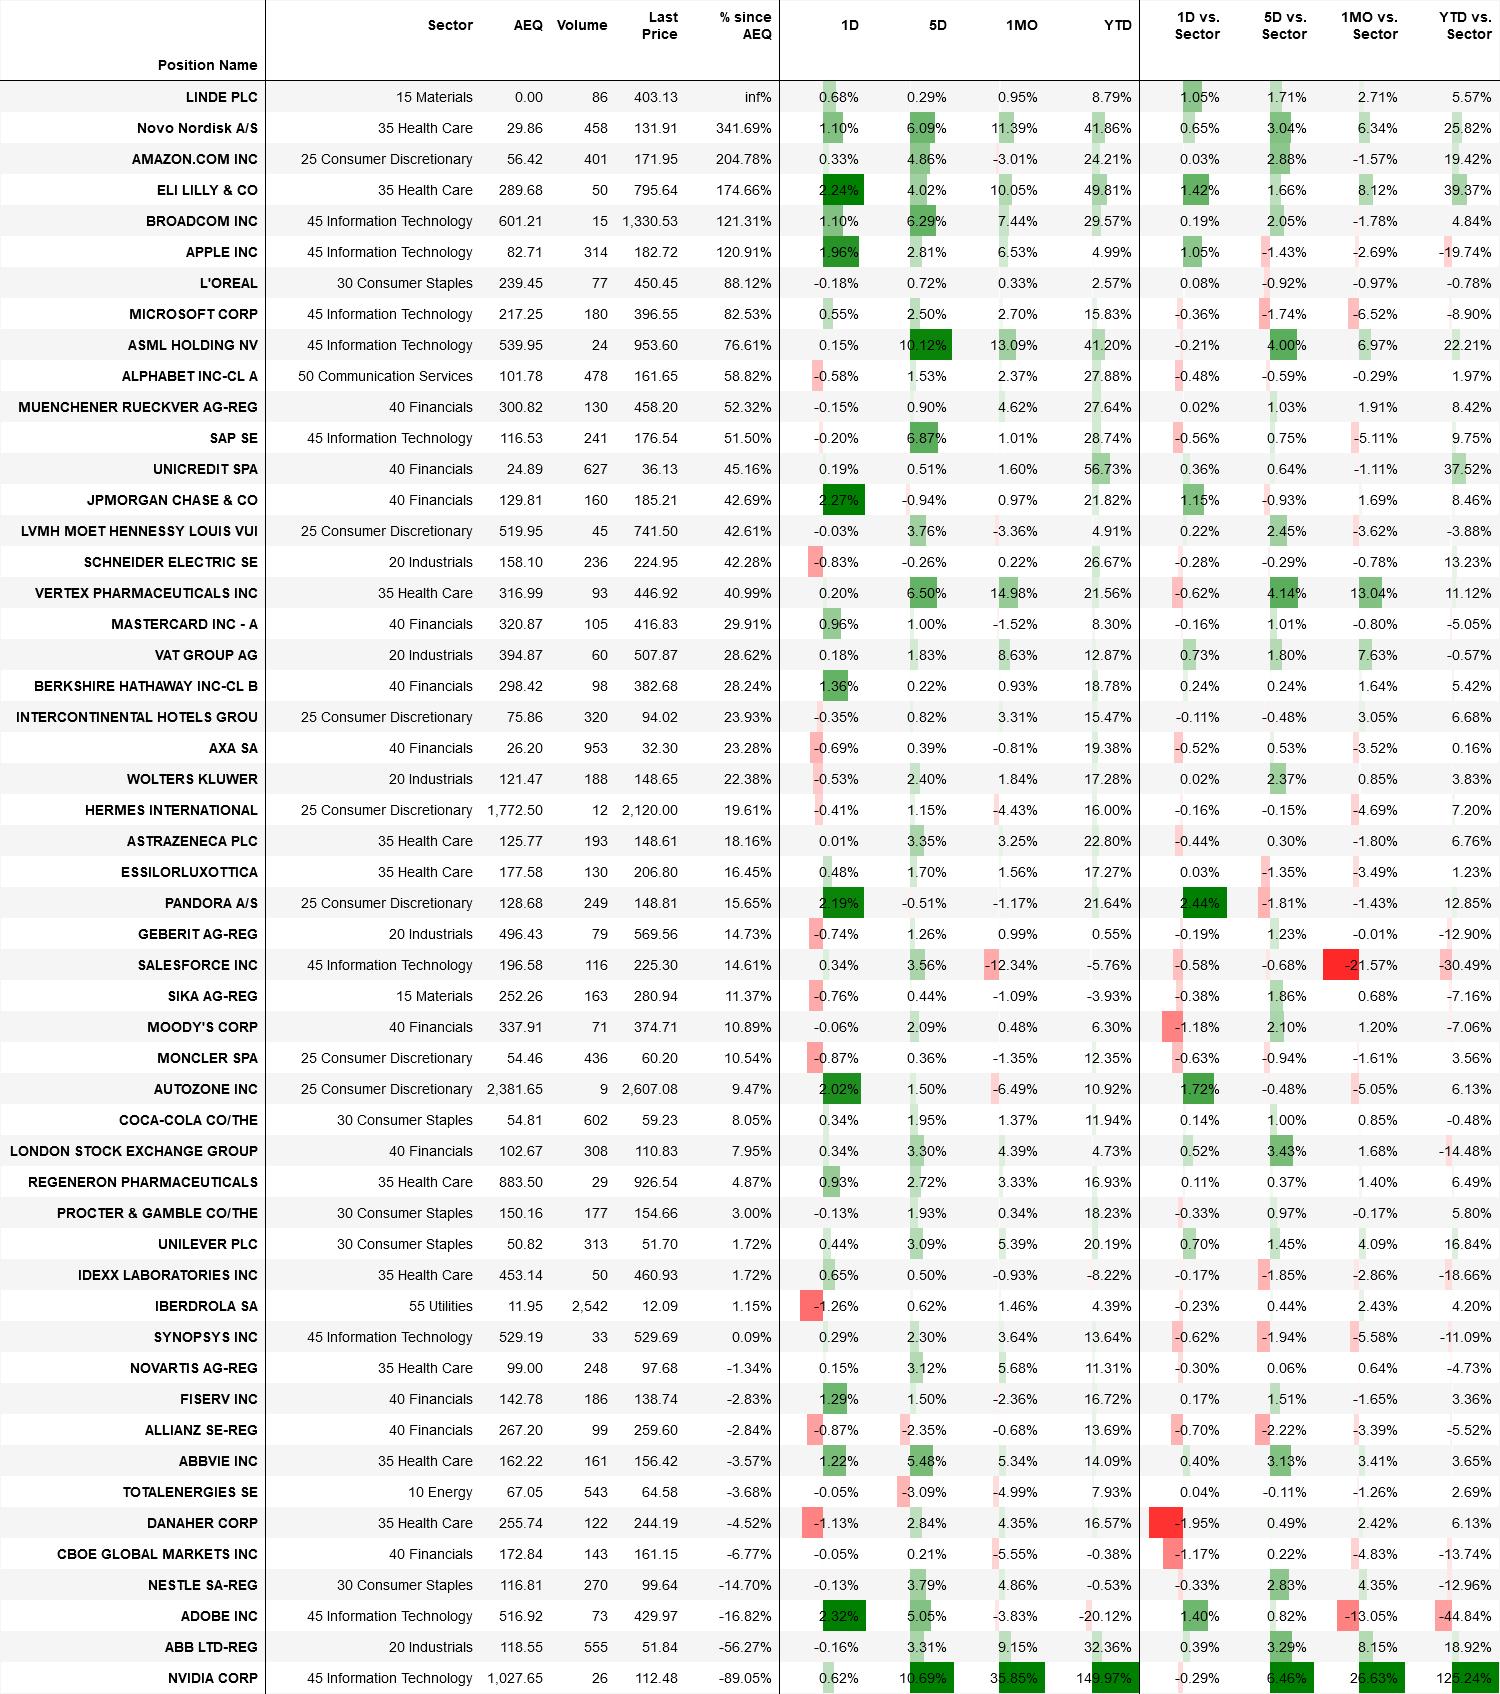 Position Name Sector AEQ Volume Last Price % since AEQ 1D 5D 1MO YTD 1D vs. Sector 5D vs. Sector 1MO vs. Sector YTD vs. Sector
LINDE PLC 15 Materials 0.00 86 403.13 inf% 0.68% 0.29% 0.95% 8.79% 1.05% 1.71% 2.71% 5.57%
Novo Nordisk A/S 35 Health Care 29.86 458 131.91 341.69% 1.10% 6.09% 11.39% 41.86% 0.65% 3.04% 6.34% 25.82%
AMAZON.COM INC 25 Consumer Discretionary 56.42 401 171.95 204.78% 0.33% 4.86% -3.01% 24.21% 0.03% 2.88% -1.57% 19.42%
ELI LILLY & CO 35 Health Care 289.68 50 795.64 174.66% 2.24% 4.02% 10.05% 49.81% 1.42% 1.66% 8.12% 39.37%
BROADCOM INC 45 Information Technology 601.21 15 1,330.53 121.31% 1.10% 6.29% 7.44% 29.57% 0.19% 2.05% -1.78% 4.84%
APPLE INC 45 Information Technology 82.71 314 182.72 120.91% 1.96% 2.81% 6.53% 4.99% 1.05% -1.43% -2.69% -19.74%
L'OREAL 30 Consumer Staples 239.45 77 450.45 88.12% -0.18% 0.72% 0.33% 2.57% 0.08% -0.92% -0.97% -0.78%
MICROSOFT CORP 45 Information Technology 217.25 180 396.55 82.53% 0.55% 2.50% 2.70% 15.83% -0.36% -1.74% -6.52% -8.90%
ASML HOLDING NV 45 Information Technology 539.95 24 953.60 76.61% 0.15% 10.12% 13.09% 41.20% -0.21% 4.00% 6.97% 22.21%
ALPHABET INC-CL A 50 Communication Services 101.78 478 161.65 58.82% -0.58% 1.53% 2.37% 27.88% -0.48% -0.59% -0.29% 1.97%
MUENCHENER RUECKVER AG-REG 40 Financials 300.82 130 458.20 52.32% -0.15% 0.90% 4.62% 27.64% 0.02% 1.03% 1.91% 8.42%
SAP SE 45 Information Technology 116.53 241 176.54 51.50% -0.20% 6.87% 1.01% 28.74% -0.56% 0.75% -5.11% 9.75%
UNICREDIT SPA 40 Financials 24.89 627 36.13 45.16% 0.19% 0.51% 1.60% 56.73% 0.36% 0.64% -1.11% 37.52%
JPMORGAN CHASE & CO 40 Financials 129.81 160 185.21 42.69% 2.27% -0.94% 0.97% 21.82% 1.15% -0.93% 1.69% 8.46%
LVMH MOET HENNESSY LOUIS VUI 25 Consumer Discretionary 519.95 45 741.50 42.61% -0.03% 3.76% -3.36% 4.91% 0.22% 2.45% -3.62% -3.88%
SCHNEIDER ELECTRIC SE 20 Industrials 158.10 236 224.95 42.28% -0.83% -0.26% 0.22% 26.67% -0.28% -0.29% -0.78% 13.23%
VERTEX PHARMACEUTICALS INC 35 Health Care 316.99 93 446.92 40.99% 0.20% 6.50% 14.98% 21.56% -0.62% 4.14% 13.04% 11.12%
MASTERCARD INC - A 40 Financials 320.87 105 416.83 29.91% 0.96% 1.00% -1.52% 8.30% -0.16% 1.01% -0.80% -5.05%
VAT GROUP AG 20 Industrials 394.87 60 507.87 28.62% 0.18% 1.83% 8.63% 12.87% 0.73% 1.80% 7.63% -0.57%
BERKSHIRE HATHAWAY INC-CL B 40 Financials 298.42 98 382.68 28.24% 1.36% 0.22% 0.93% 18.78% 0.24% 0.24% 1.64% 5.42%
INTERCONTINENTAL HOTELS GROU 25 Consumer Discretionary 75.86 320 94.02 23.93% -0.35% 0.82% 3.31% 15.47% -0.11% -0.48% 3.05% 6.68%
AXA SA 40 Financials 26.20 953 32.30 23.28% -0.69% 0.39% -0.81% 19.38% -0.52% 0.53% -3.52% 0.16%
WOLTERS KLUWER 20 Industrials 121.47 188 148.65 22.38% -0.53% 2.40% 1.84% 17.28% 0.02% 2.37% 0.85% 3.83%
HERMES INTERNATIONAL 25 Consumer Discretionary 1,772.50 12 2,120.00 19.61% -0.41% 1.15% -4.43% 16.00% -0.16% -0.15% -4.69% 7.20%
ASTRAZENECA PLC 35 Health Care 125.77 193 148.61 18.16% 0.01% 3.35% 3.25% 22.80% -0.44% 0.30% -1.80% 6.76%
ESSILORLUXOTTICA 35 Health Care 177.58 130 206.80 16.45% 0.48% 1.70% 1.56% 17.27% 0.03% -1.35% -3.49% 1.23%
PANDORA A/S 25 Consumer Discretionary 128.68 249 148.81 15.65% 2.19% -0.51% -1.17% 21.64% 2.44% -1.81% -1.43% 12.85%
GEBERIT AG-REG 20 Industrials 496.43 79 569.56 14.73% -0.74% 1.26% 0.99% 0.55% -0.19% 1.23% -0.01% -12.90%
SALESFORCE INC 45 Information Technology 196.58 116 225.30 14.61% 0.34% 3.56% -12.34% -5.76% -0.58% -0.68% -21.57% -30.49%
SIKA AG-REG 15 Materials 252.26 163 280.94 11.37% -0.76% 0.44% -1.09% -3.93% -0.38% 1.86% 0.68% -7.16%
MOODY'S CORP 40 Financials 337.91 71 374.71 10.89% -0.06% 2.09% 0.48% 6.30% -1.18% 2.10% 1.20% -7.06%
MONCLER SPA 25 Consumer Discretionary 54.46 436 60.20 10.54% -0.87% 0.36% -1.35% 12.35% -0.63% -0.94% -1.61% 3.56%
AUTOZONE INC 25 Consumer Discretionary 2,381.65 9 2,607.08 9.47% 2.02% 1.50% -6.49% 10.92% 1.72% -0.48% -5.05% 6.13%
COCA-COLA CO/THE 30 Consumer Staples 54.81 602 59.23 8.05% 0.34% 1.95% 1.37% 11.94% 0.14% 1.00% 0.85% -0.48%
LONDON STOCK EXCHANGE GROUP 40 Financials 102.67 308 110.83 7.95% 0.34% 3.30% 4.39% 4.73% 0.52% 3.43% 1.68% -14.48%
REGENERON PHARMACEUTICALS 35 Health Care 883.50 29 926.54 4.87% 0.93% 2.72% 3.33% 16.93% 0.11% 0.37% 1.40% 6.49%
PROCTER & GAMBLE CO/THE 30 Consumer Staples 150.16 177 154.66 3.00% -0.13% 1.93% 0.34% 18.23% -0.33% 0.97% -0.17% 5.80%
UNILEVER PLC 30 Consumer Staples 50.82 313 51.70 1.72% 0.44% 3.09% 5.39% 20.19% 0.70% 1.45% 4.09% 16.84%
IDEXX LABORATORIES INC 35 Health Care 453.14 50 460.93 1.72% 0.65% 0.50% -0.93% -8.22% -0.17% -1.85% -2.86% -18.66%
IBERDROLA SA 55 Utilities 11.95 2,542 12.09 1.15% -1.26% 0.62% 1.46% 4.39% -0.23% 0.44% 2.43% 4.20%
SYNOPSYS INC 45 Information Technology 529.19 33 529.69 0.09% 0.29% 2.30% 3.64% 13.64% -0.62% -1.94% -5.58% -11.09%
NOVARTIS AG-REG 35 Health Care 99.00 248 97.68 -1.34% 0.15% 3.12% 5.68% 11.31% -0.30% 0.06% 0.64% -4.73%
FISERV INC 40 Financials 142.78 186 138.74 -2.83% 1.29% 1.50% -2.36% 16.72% 0.17% 1.51% -1.65% 3.36%
ALLIANZ SE-REG 40 Financials 267.20 99 259.60 -2.84% -0.87% -2.35% -0.68% 13.69% -0.70% -2.22% -3.39% -5.52%
ABBVIE INC 35 Health Care 162.22 161 156.42 -3.57% 1.22% 5.48% 5.34% 14.09% 0.40% 3.13% 3.41% 3.65%
TOTALENERGIES SE 10 Energy 67.05 543 64.58 -3.68% -0.05% -3.09% -4.99% 7.93% 0.04% -0.11% -1.26% 2.69%
DANAHER CORP 35 Health Care 255.74 122 244.19 -4.52% -1.13% 2.84% 4.35% 16.57% -1.95% 0.49% 2.42% 6.13%
CBOE GLOBAL MARKETS INC 40 Financials 172.84 143 161.15 -6.77% -0.05% 0.21% -5.55% -0.38% -1.17% 0.22% -4.83% -13.74%
NESTLE SA-REG 30 Consumer Staples 116.81 270 99.64 -14.70% -0.13% 3.79% 4.86% -0.53% -0.33% 2.83% 4.35% -12.96%
ADOBE INC 45 Information Technology 516.92 73 429.97 -16.82% 2.32% 5.05% -3.83% -20.12% 1.40% 0.82% -13.05% -44.84%
ABB LTD-REG 20 Industrials 118.55 555 51.84 -56.27% -0.16% 3.31% 9.15% 32.36% 0.39% 3.29% 8.15% 18.92%
NVIDIA CORP 45 Information Technology 1,027.65 26 112.48 -89.05% 0.62% 10.69% 35.85% 149.97% -0.29% 6.46% 26.63% 125.24%